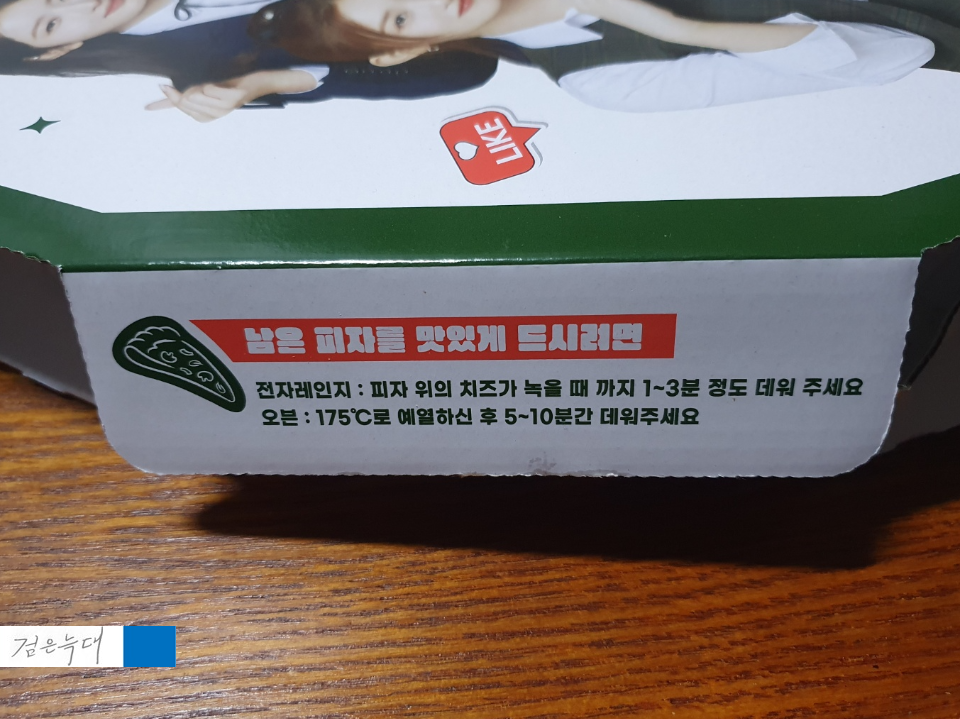 LIKE
남은 피자를 맛있게 드시려면
전자레인지 : 피자 위의 치즈가 녹을 때 까지 1~3분 정도 데워 주세요
오븐 : 175℃로 예열하신 후 5~10분간 데워주세요
검은늑대